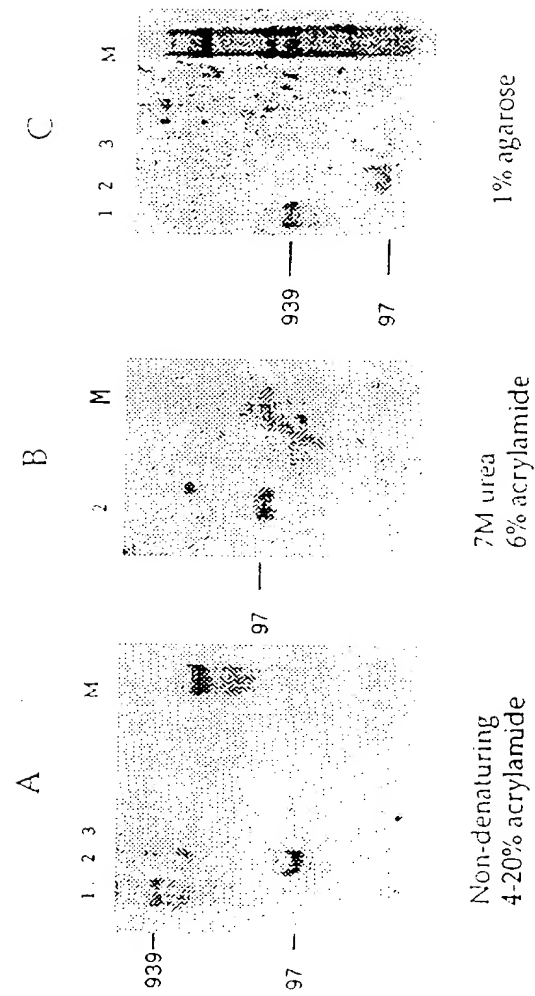 A
1 2 3 M
939
97
Non-denaturing
4-20% acrylamide
B
2 M
97
7M urea
6% acrylamide
C
1 2 3 M
939
97
1% agarose